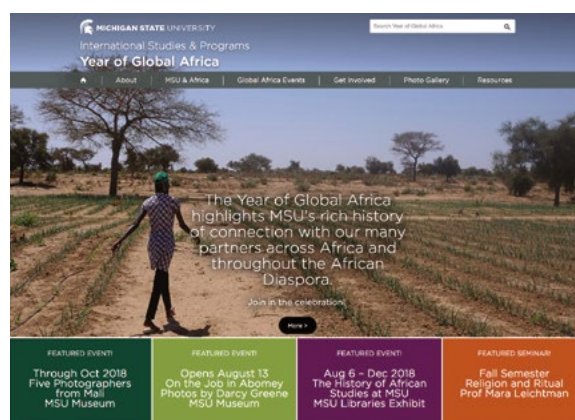 MICHIGAN STATE UNIVERSITY
Search Year of Global Africa
International Studies & Programs
Year of Global Africa
About
MSU & Africa
Global Africa Events
Get Involved
Photo Gallery
Resources
The Year of Global Africa
highlights MSU's rich history
of connection with our many
partners across Africa and
throughout the African
Diaspora.
Join in the celebration!
More >
FEATURED EVENT!
Through Oct 2018
Five Photographers
from Mali
MSU Museum
FEATURED EVENT!
Opens August 13
On the Job in Abomey
Photos by Darcy Greene
MSU Museum
FEATURED EVENT!
Aug 6 – Dec 2018
The History of African
Studies at MSU
MSU Libraries Exhibit
FEATURED SEMINAR!
Fall Semester
Religion and Ritual
Prof Mara Leichtman